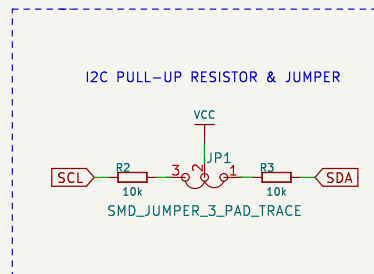 I2C PULL-UP RESISTOR & JUMPER
VCC
JP1
SCL
R2
10k
3
2
1
R3
10k
SDA
SMD_JUMPER_3_PAD_TRACE